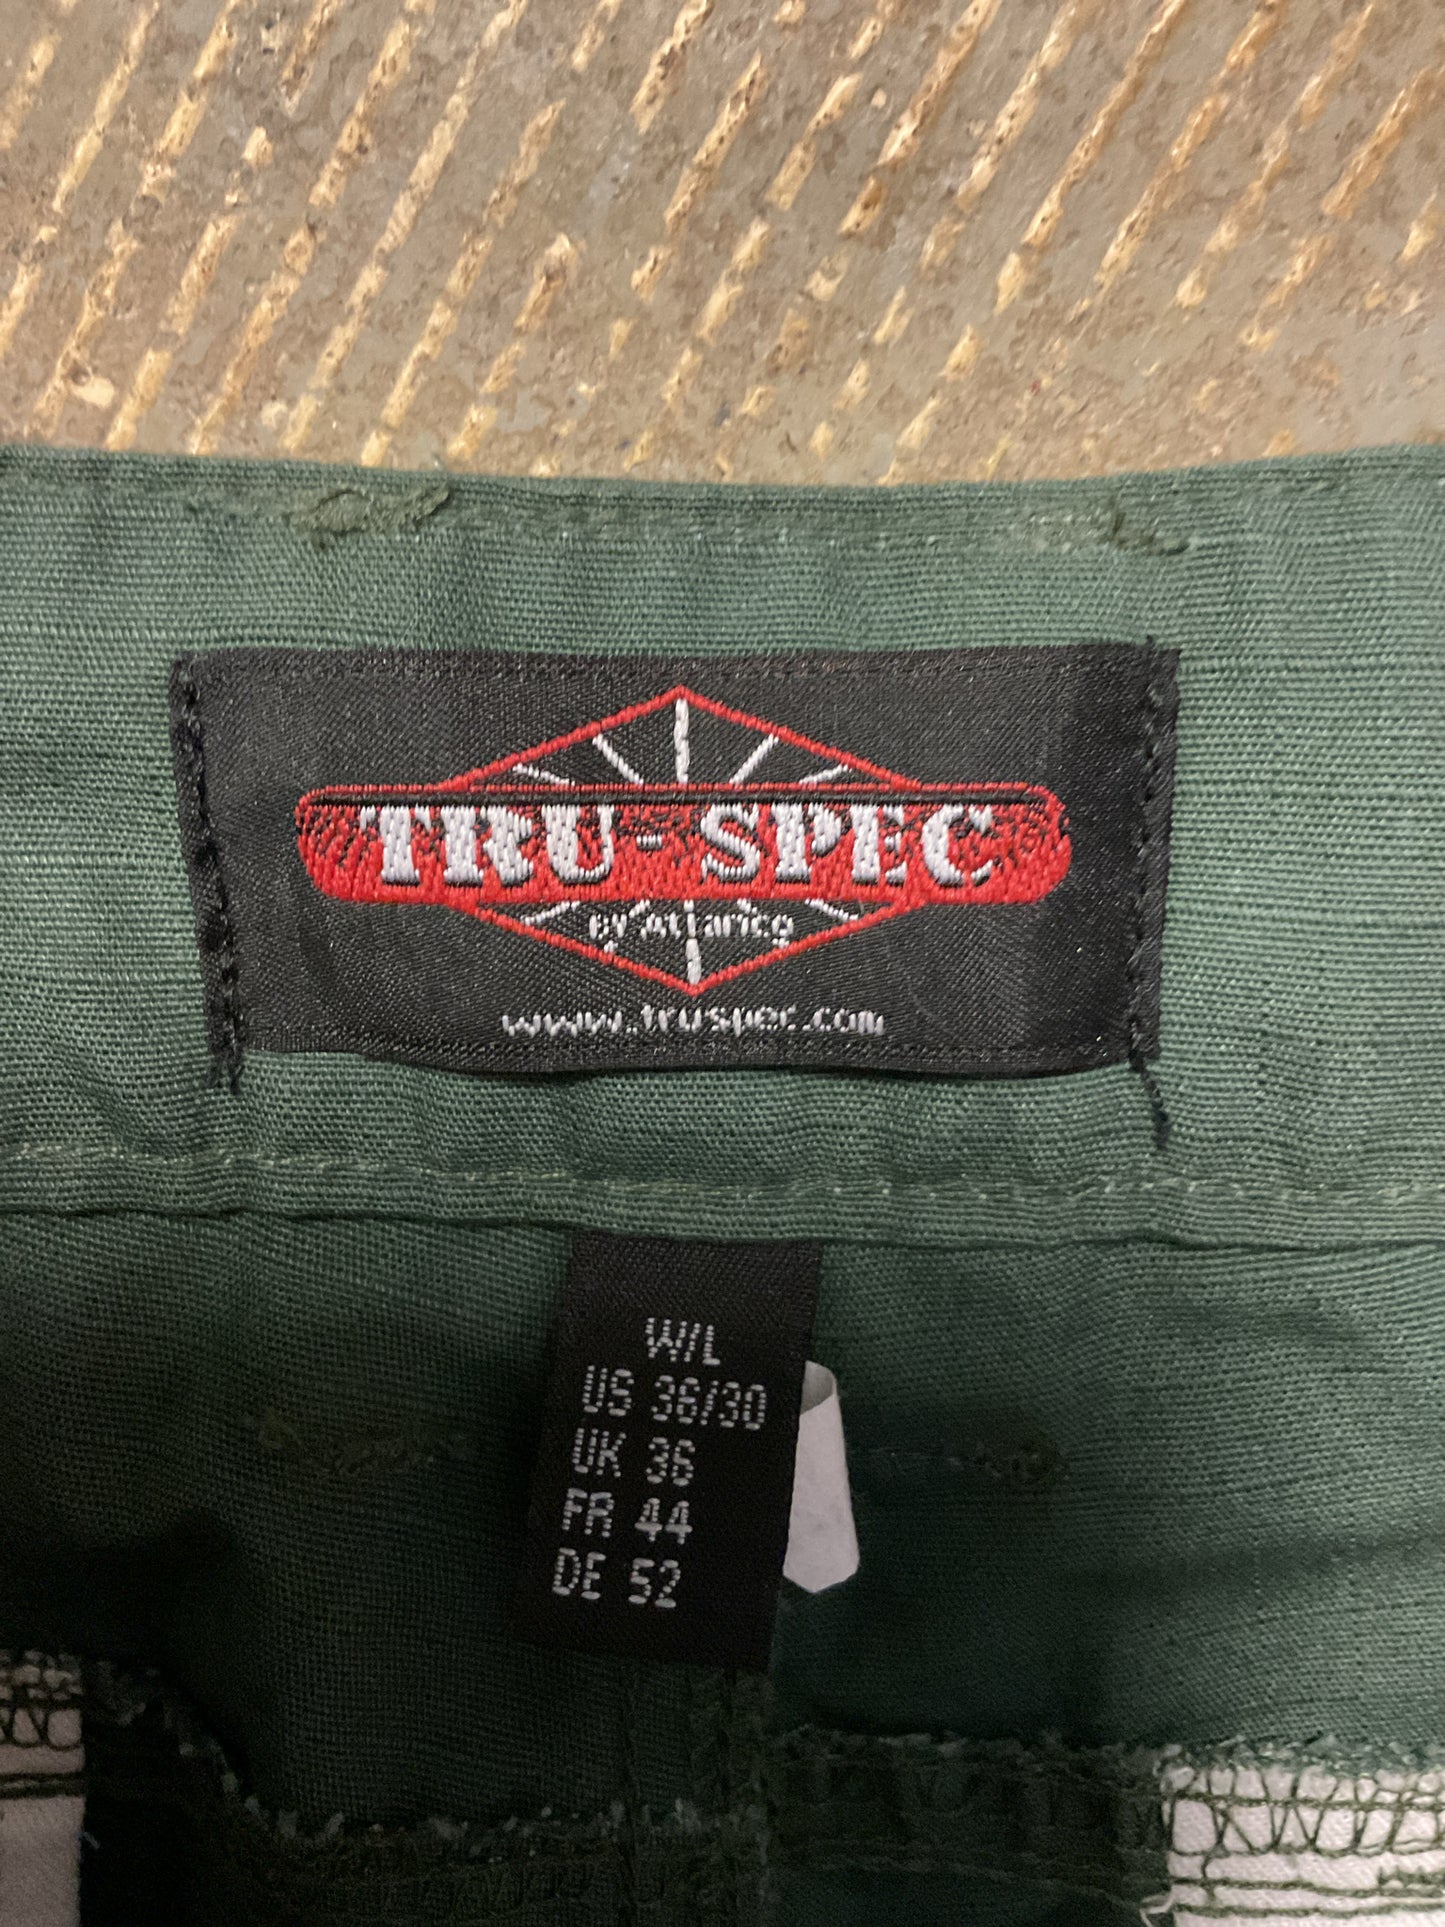 TRU-SPEC
By Atlanco
www.truspec.com
W/L
US 36/30
UK 36
FR 44
DE 52